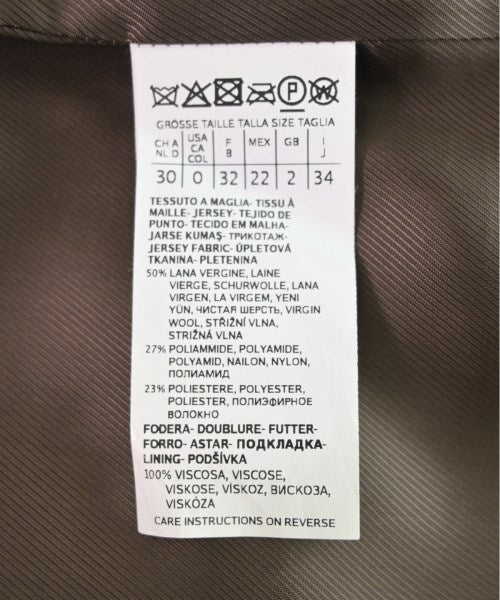 P W
GRÖSSE TAILLE TALLA SIZE TAGLIA
CH A NL D USA CA COL F B MEX GB I J
30 0 32 22 2 34
TESSUTO A MAGLIA- TISSU À
MAILLE- JERSEY- TEJIDO DE
PUNTO- TECIDO EM MALHA-
JARSE KUMAŞ- ТРИКОТАЖ-
JERSEY FABRIC- ÚPLETOVÁ
TKANINA- PLETENINA
50% LANA VERGINE, LAINE
VIERGE, SCHURWOLLE, LANA
VIRGEN, LA VIRGEM, YENI
YÜN, ЧИСТАЯ ШЕРСТЬ, VIRGIN
WOOL, STŘIŽNÍ VLNA,
STRIŽNÁ VLNA
27% POLIAMMIDE, POLYAMIDE,
POLYAMID, NAILON, NYLON,
ПОЛИАМИД
23% POLIESTERE, POLYESTER,
POLIESTER, ПОЛИЭФИРНОЕ
ВОЛОКНО
FODERA- DOUBLURE- FUTTER-
FORRO- ASTAR- ПОДКЛАДКА-
LINING- PODŠÍVKA
100% VISCOSA, VISCOSE,
VISKOSE, VİSKOZ, ВИСКОЗА,
VISKÓZA
CARE INSTRUCTIONS ON REVERSE